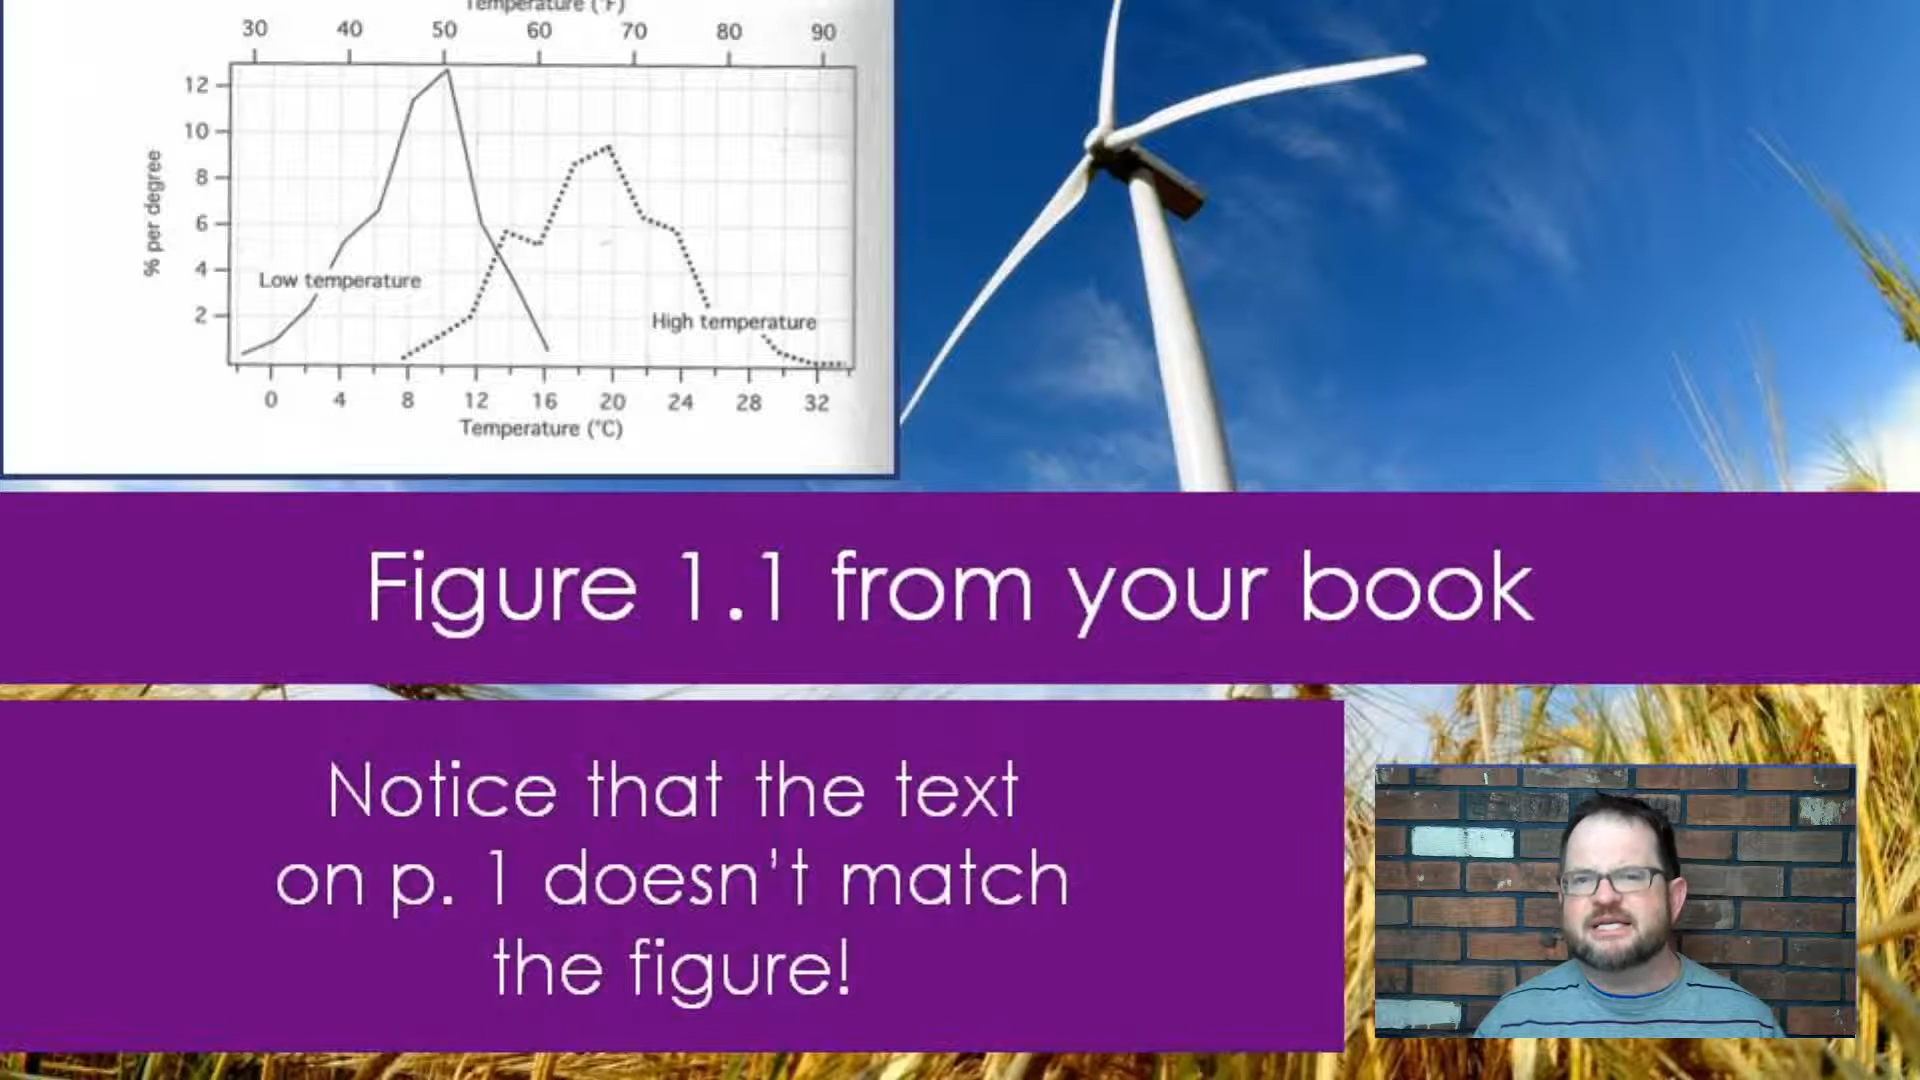 Temperature (°F)
30 40 50 60 70 80 90
12
10
8
6
4
2
% per degree
Low temperature
High temperature
0 4 8 12 16 20 24 28 32
Temperature (°C)
Figure 1.1 from your book
Notice that the text
on p. 1 doesn't match
the figure!